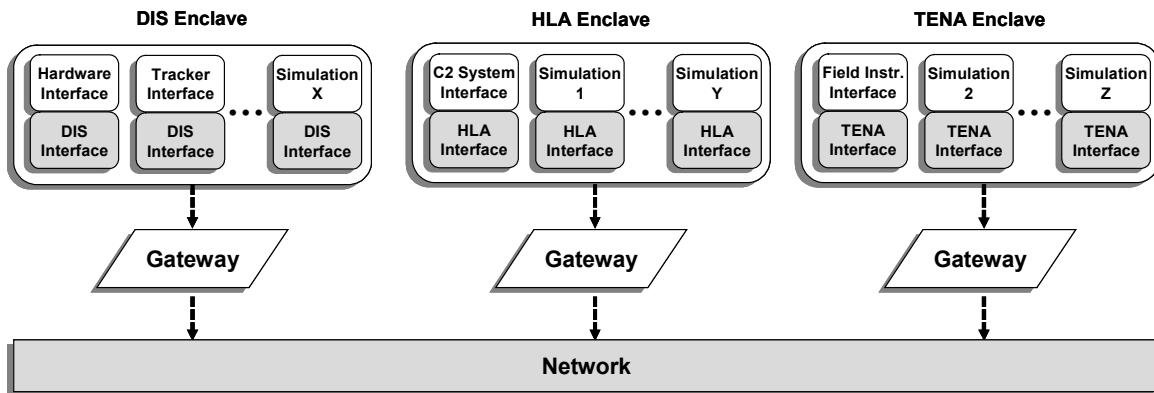 DIS Enclave
HLA Enclave
TENA Enclave
Hardware
Interface
DIS
Interface
Tracker
Interface
DIS
Interface
•••
Simulation
X
DIS
Interface
C2 System
Interface
HLA
Interface
Simulation
1
HLA
Interface
•••
Simulation
Y
HLA
Interface
Field Instr.
Interface
TENA
Interface
Simulation
2
TENA
Interface
•••
Simulation
Z
TENA
Interface
Gateway
Gateway
Gateway
Network